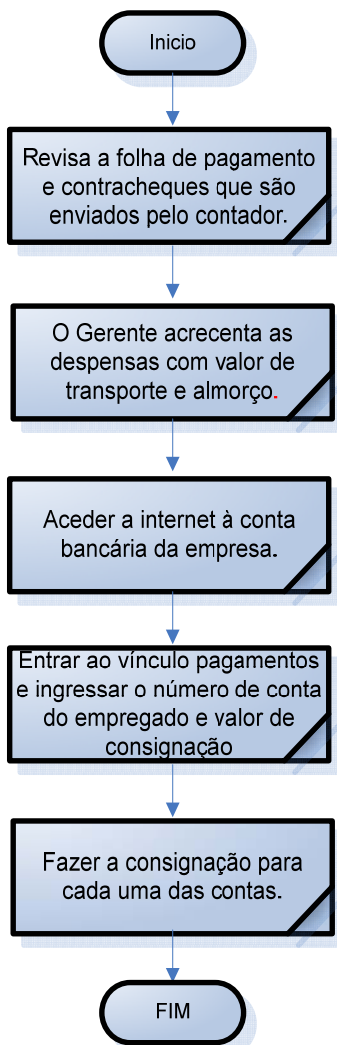 Inicio
Revisa a folha de pagamento
e contracheques que são
enviados pelo contador.
O Gerente acrecenta as
despensas com valor de
transporte e almorço.
Aceder a internet à conta
bancária da empresa.
Entrar ao vínculo pagamentos
e ingressar o número de conta
do empregado e valor de
consignação
Fazer a consignação para
cada uma das contas.
FIM